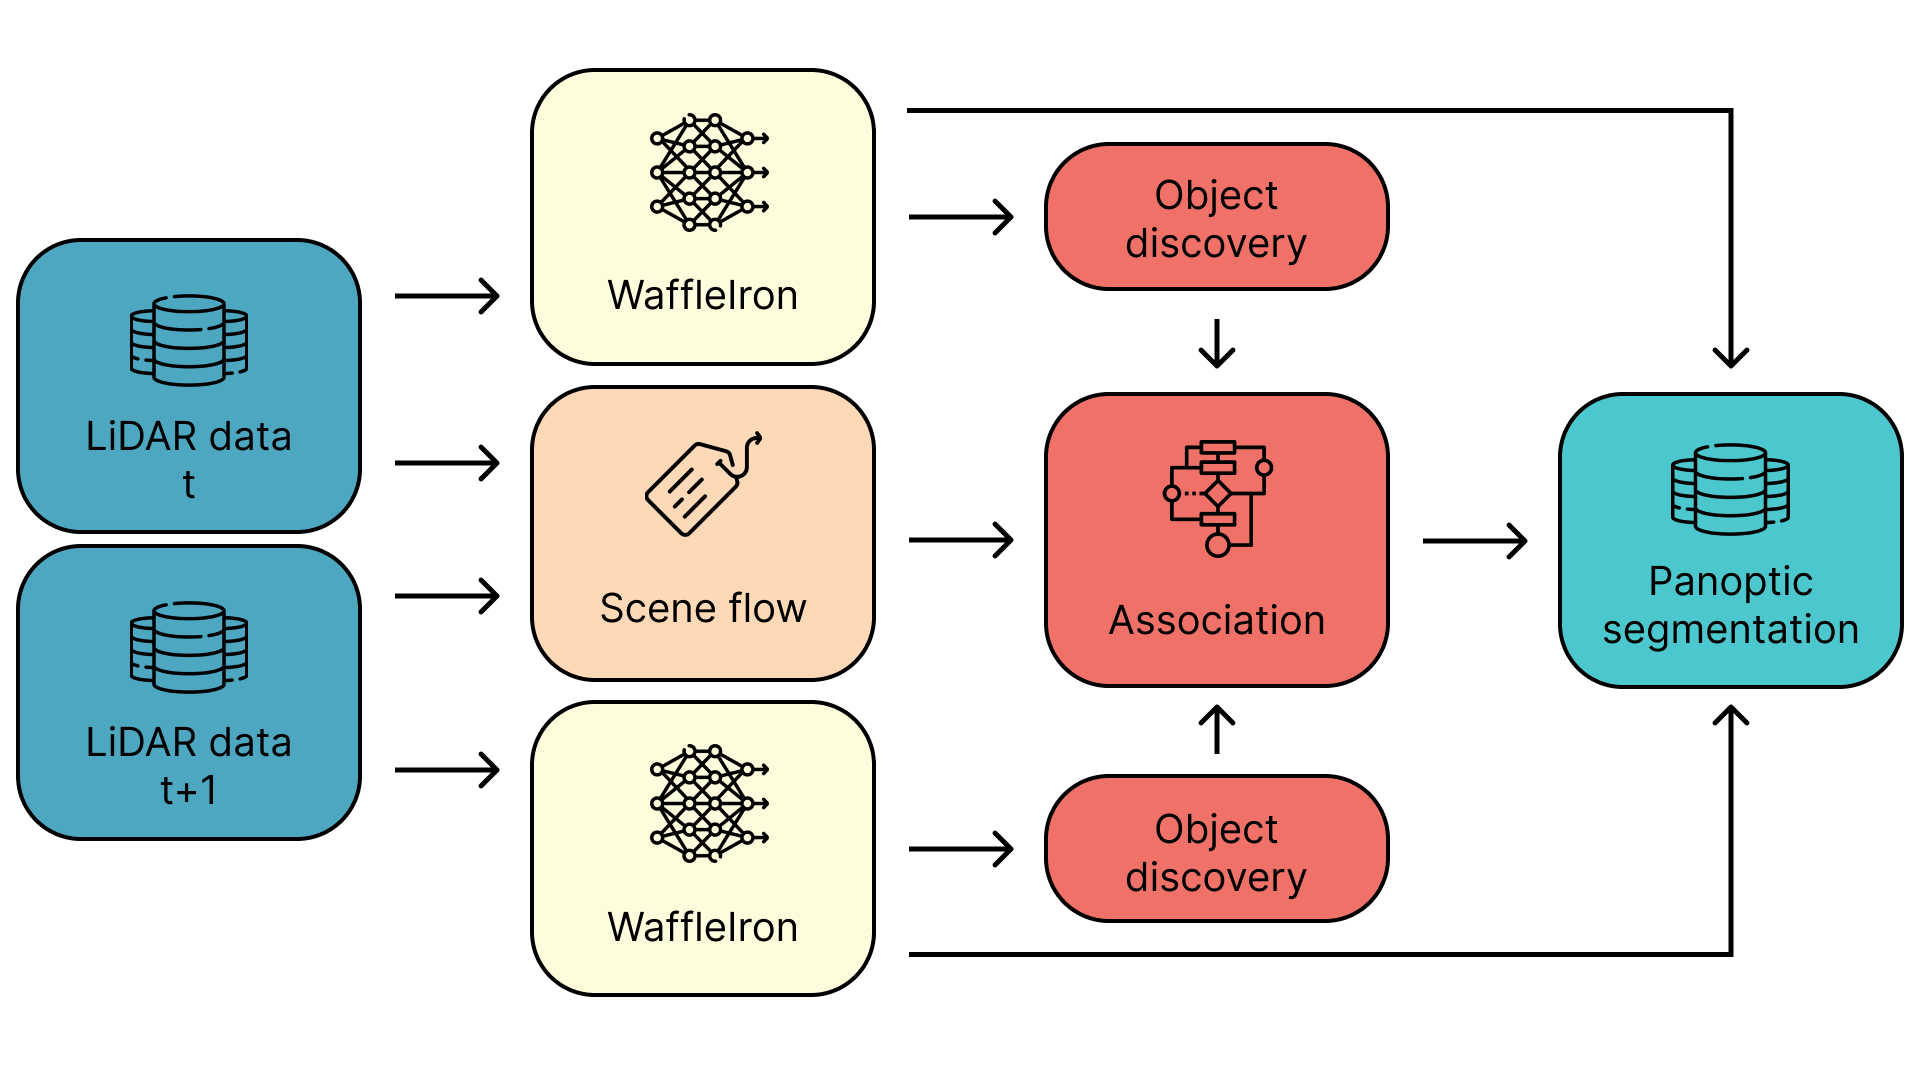 LiDAR data
t
LiDAR data
t+1
WaffleIron
Scene flow
WaffleIron
Object
discovery
Association
Object
discovery
Panoptic
segmentation